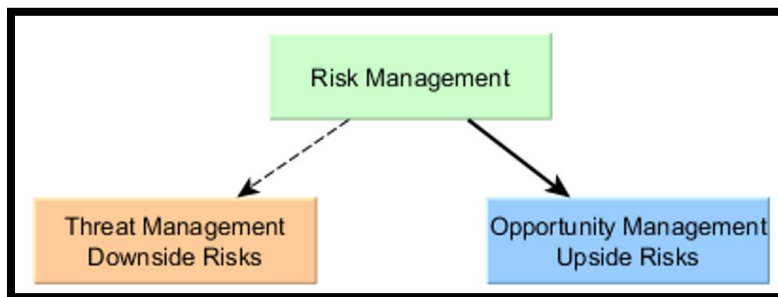 Risk Management
Threat Management
Downside Risks
Opportunity Management
Upside Risks